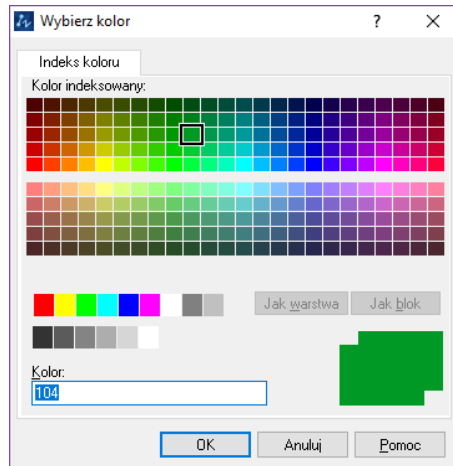 Wybierz kolor
Indeks koloru
Kolor indeksowany:
Jak warstwa
Jak blok
Kolor:
104
OK
Anuluj
Pomoc